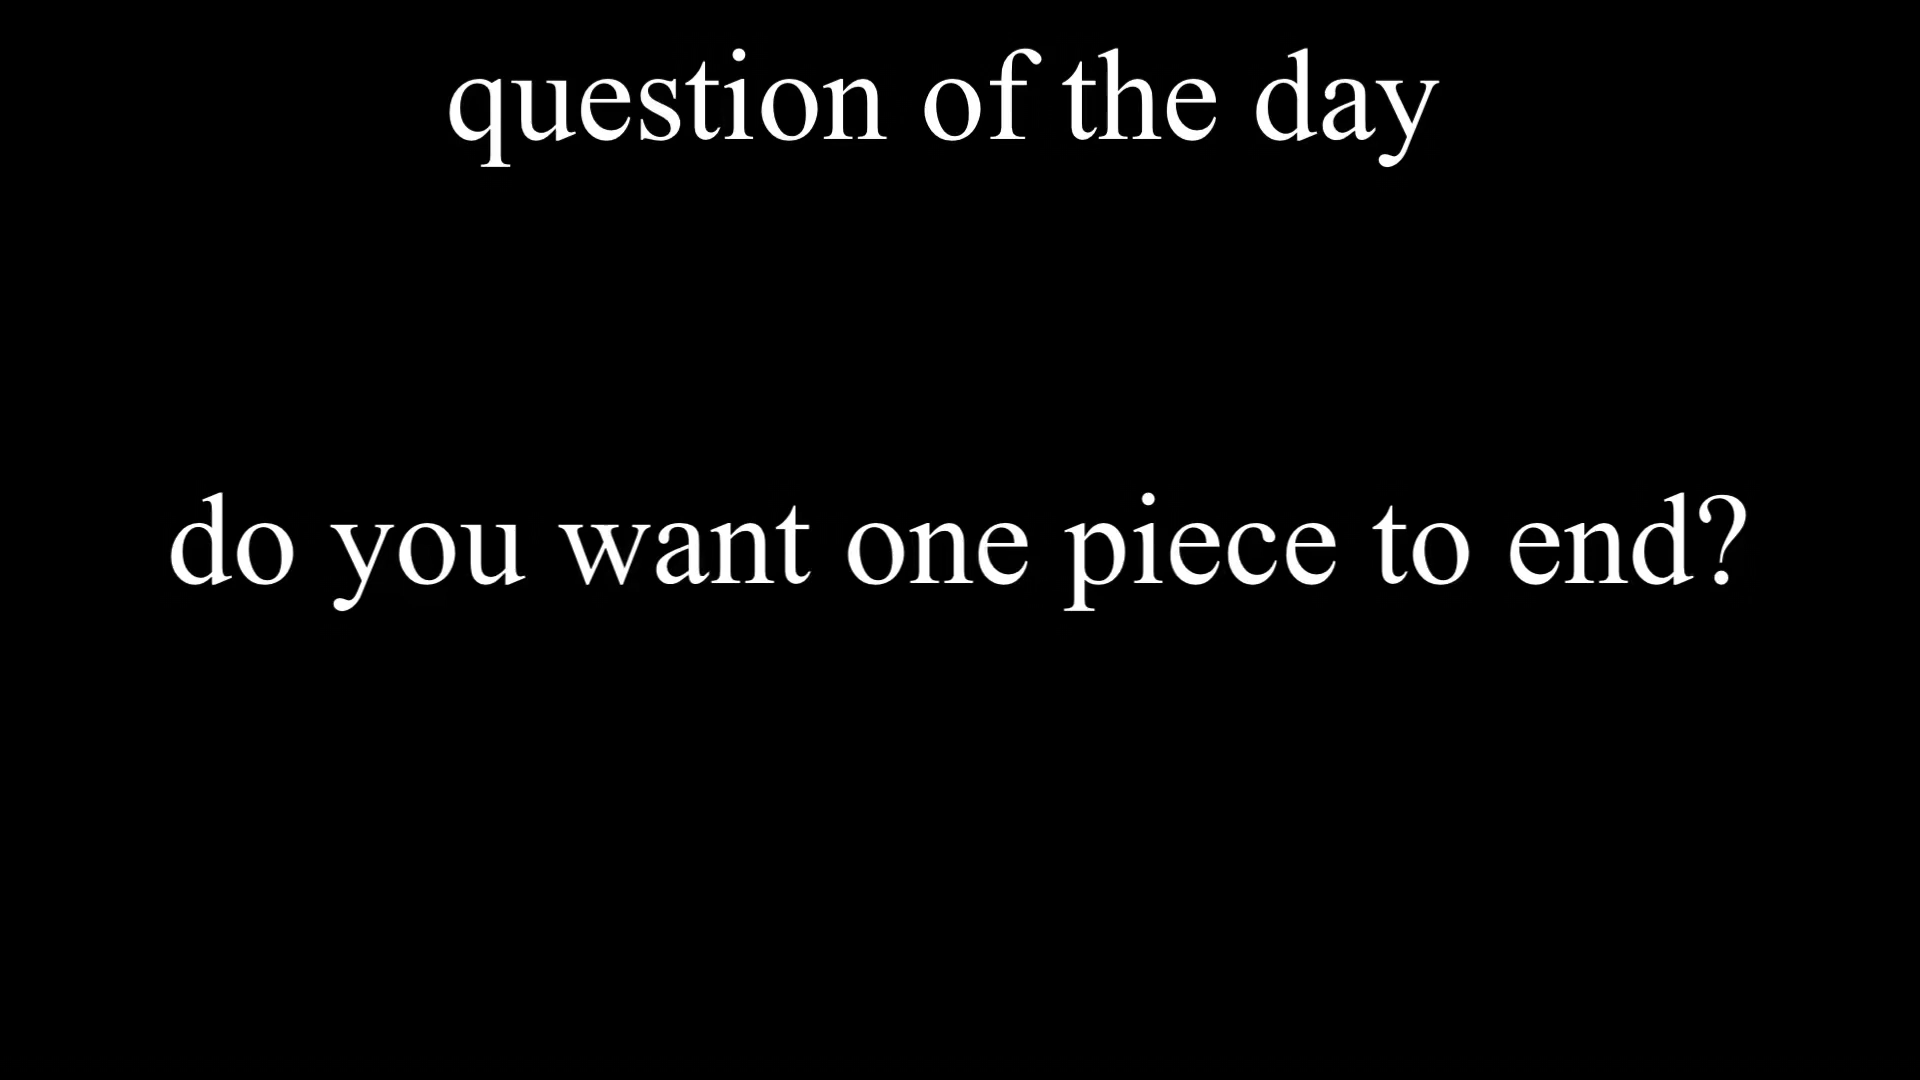 question of the day
do you want one piece to end?